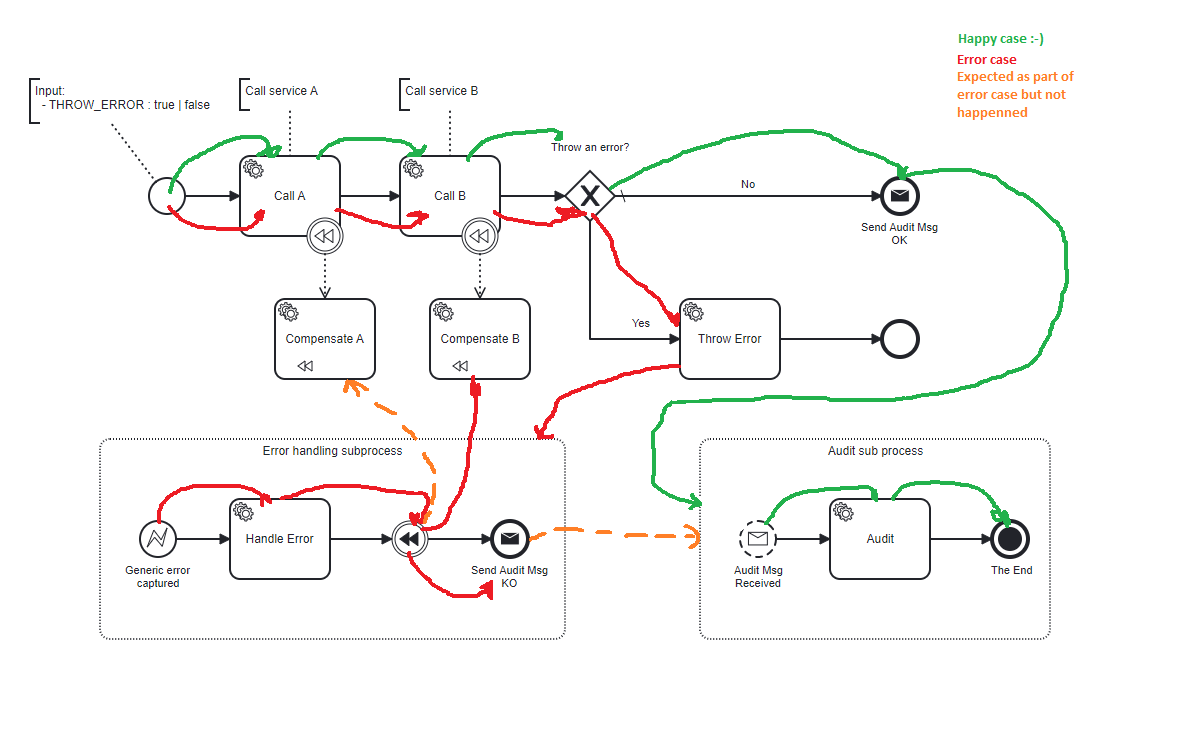 Happy case :-)
Error case
Expected as part of
error case but not
happenned
Input:
- THROW_ERROR : true | false
Call service A
Call service B
Throw an error?
Call A
Call B
X
No
Send Audit Msg
OK
Compensate A
Compensate B
Yes
Throw Error
Error handling subprocess
Audit sub process
Handle Error
Audit
Generic error
captured
Send Audit Msg
KO
Audit Msg
Received
The End